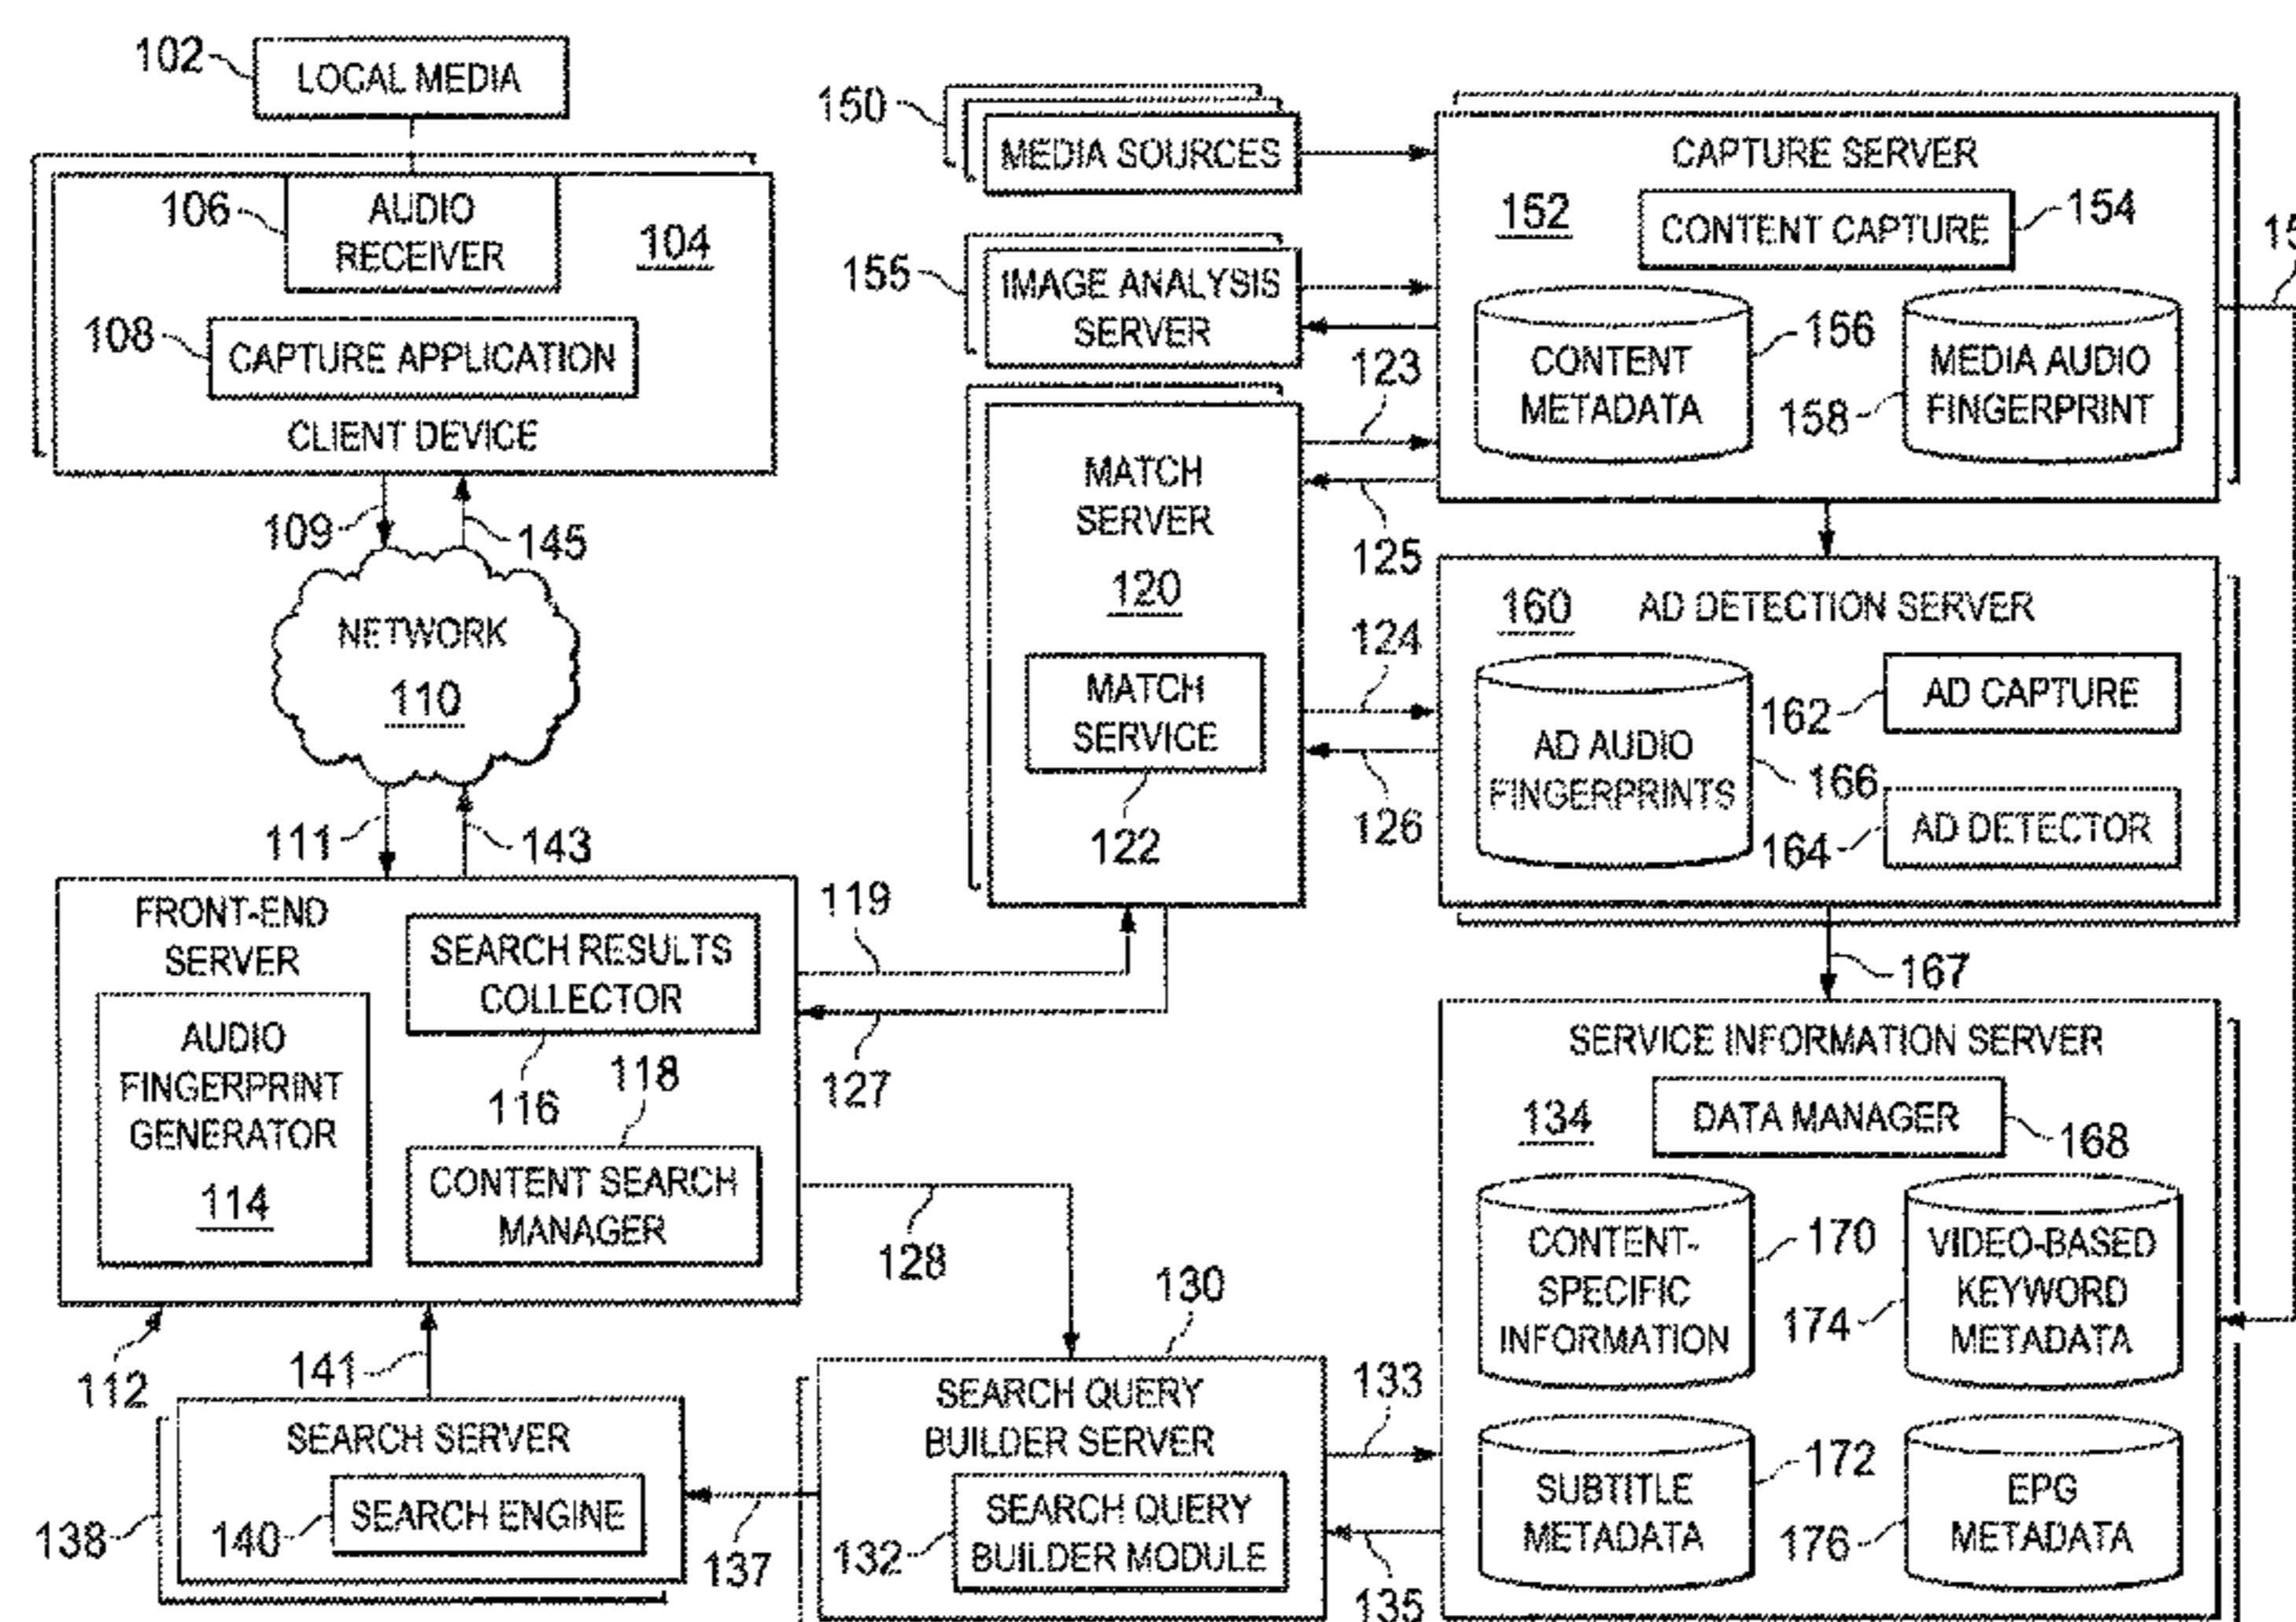 102
LOCAL MEDIA
106
AUDIO
RECEIVER
104
108
CAPTURE APPLICATION
CLIENT DEVICE
109
145
NETWORK
110
111
143
FRONT-END
SERVER
SEARCH RESULTS
COLLECTOR
116
AUDIO
FINGERPRINT
GENERATOR
114
118
CONTENT SEARCH
MANAGER
112
141
SEARCH SERVER
140
SEARCH ENGINE
138
137
119
127
128
130
SEARCH QUERY
BUILDER SERVER
132
SEARCH QUERY
BUILDER MODULE
133
135
150
MEDIA SOURCES
155
IMAGE ANALYSIS
SERVER
MATCH
SERVER
120
MATCH
SERVICE
122
123
125
124
126
CAPTURE SERVER
152
CONTENT CAPTURE
154
CONTENT
METADATA
156
MEDIA AUDIO
FINGERPRINT
158
160
AD DETECTION SERVER
AD AUDIO
FINGERPRINTS
166
162
AD CAPTURE
164
AD DETECTOR
167
SERVICE INFORMATION SERVER
134
DATA MANAGER
168
CONTENT-
SPECIFIC
INFORMATION
170
VIDEO-BASED
KEYWORD
METADATA
174
SUBTITLE
METADATA
172
EPG
METADATA
176